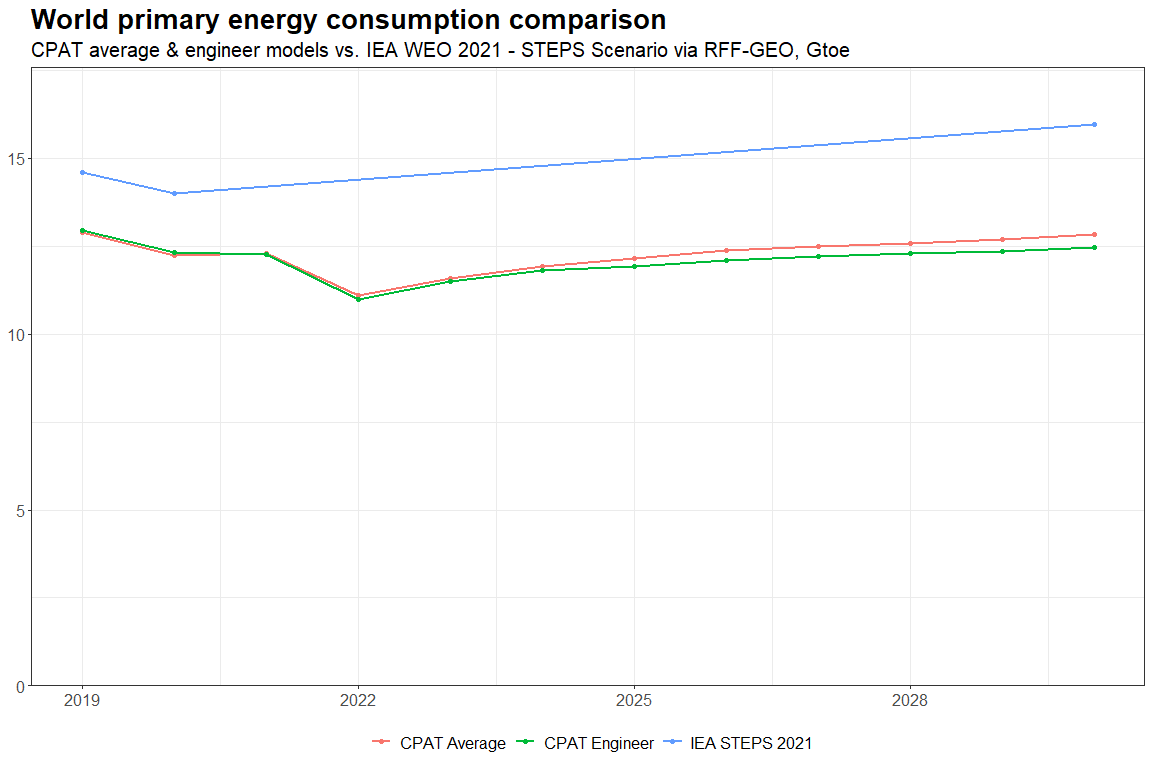 World primary energy consumption comparison
CPAT average & engineer models vs. IEA WEO 2021 - STEPS Scenario via RFF-GEO, Gtoe
15
10
5
0
2019 2022 2025 2028
CPAT Average CPAT Engineer IEA STEPS 2021